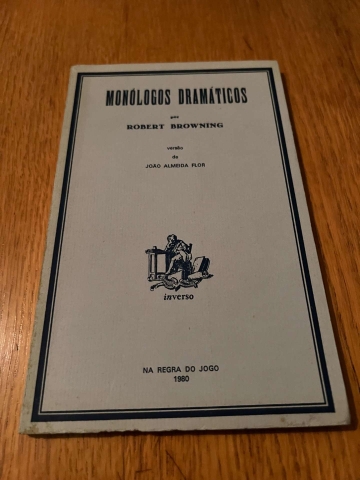 MONÓLOGOS DRAMÁTICOS
por
ROBERT BROWNING
versão
de
JOÃO ALMEIDA FLOR
inverso
NA REGRA DO JOGO
1980